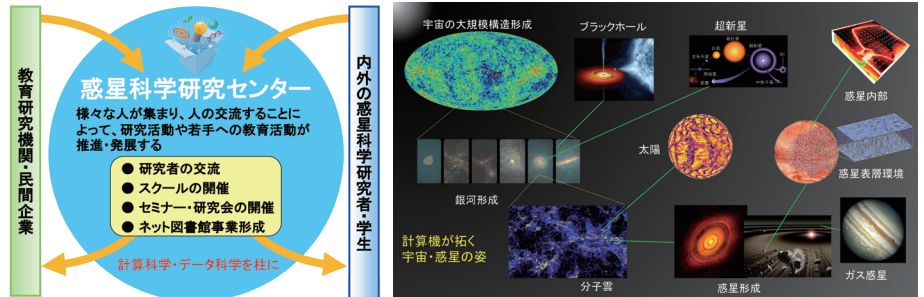 教育研究機関・民間企業
惑星科学研究センター
様々な人が集まり、人の交流することに
よって、研究活動や若手への教育活動が
推進・発展する
● 研究者の交流
● スクールの開催
● セミナー・研究会の開催
● ネット図書館事業形成
計算科学・データ科学を柱に
内外の惑星科学研究者・学生
宇宙の大規模構造形成
ブラックホール
超新星
惑星内部
太陽
惑星表層環境
銀河形成
計算機が拓く
宇宙・惑星の姿
分子雲
惑星形成
ガス惑星